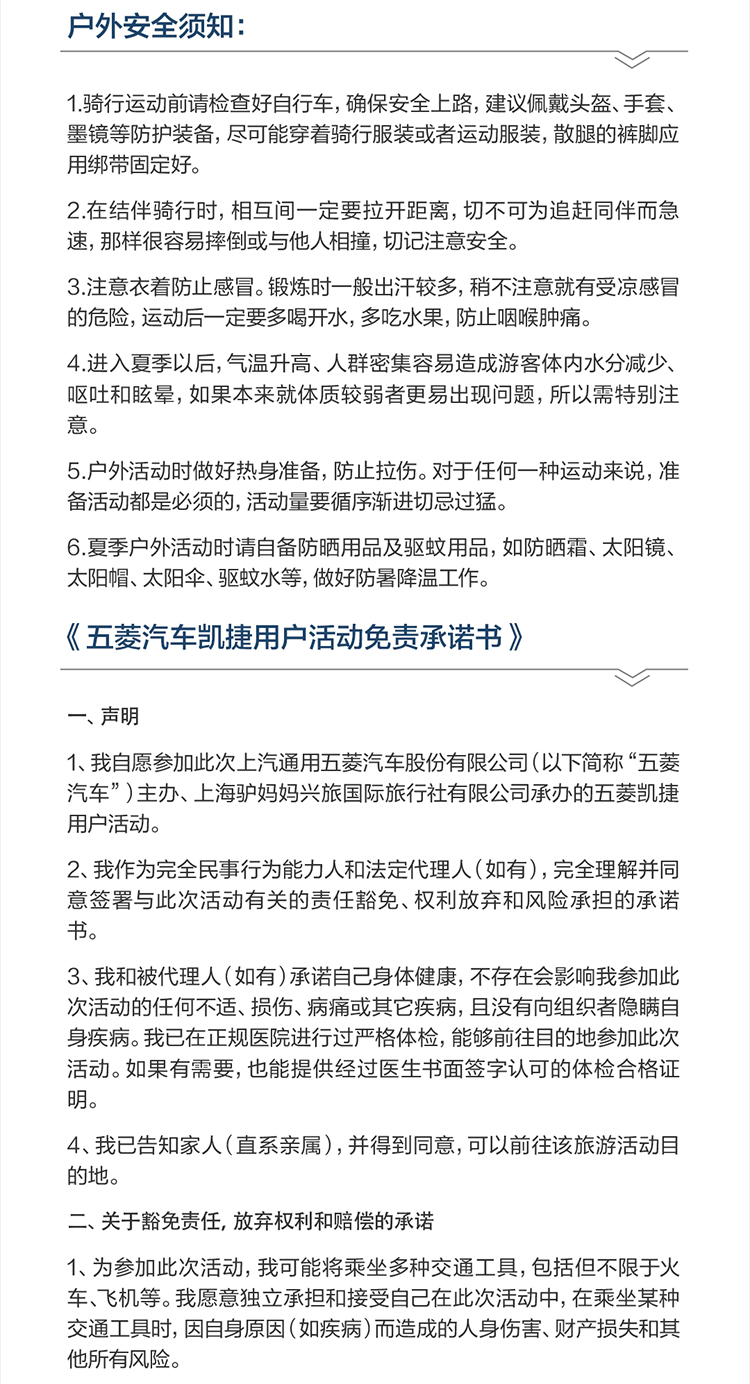 户外安全须知：
1.骑行运动前请检查好自行车，确保安全上路，建议佩戴头盔、手套、
墨镜等防护装备，尽可能穿着骑行服装或者运动服装，散腿的裤脚应
用绑带固定好。
2.在结伴骑行时，相互间一定要拉开距离，切不可为追赶同伴而急
速，那样很容易摔倒或与他人相撞，切记注意安全。
3.注意衣着防止感冒。锻炼时一般出汗较多，稍不注意就有受凉感冒
的危险，运动后一定要多喝开水，多吃水果，防止咽喉肿痛。
4.进入夏季以后，气温升高、人群密集容易造成游客体内水分减少、
呕吐和眩晕，如果本来就体质较弱者更易出现问题，所以需特别注
意。
5.户外活动时做好热身准备，防止拉伤。对于任何一种运动来说，准
备活动都是必须的，活动量要循序渐进切忌过猛。
6.夏季户外活动时请自备防晒用品及驱蚊用品，如防晒霜、太阳镜、
太阳帽、太阳伞、驱蚊水等，做好防暑降温工作。
《五菱汽车凯捷用户活动免责承诺书》
一、声明
1、我自愿参加此次上汽通用五菱汽车股份有限公司（以下简称“五菱
汽车”）主办、上海驴妈妈兴旅国际旅行社有限公司承办的五菱凯捷
用户活动。
2、我作为完全民事行为能力人和法定代理人（如有），完全理解并同
意签署与此次活动有关的责任豁免、权利放弃和风险承担的承诺
书。
3、我和被代理人（如有）承诺自己身体健康，不存在会影响我参加此
次活动的任何不适、损伤、病痛或其它疾病，且没有向组织者隐瞒自
身疾病。我已在正规医院进行过严格体检，能够前往目的地参加此次
活动。如果有需要，也能提供经过医生书面签字认可的体检合格证
明。
4、我已告知家人（直系亲属），并得到同意，可以前往该旅游活动目
的地。
二、关于豁免责任，放弃权利和赔偿的承诺
1、为参加此次活动，我可能将乘坐多种交通工具，包括但不限于火
车、飞机等。我愿意独立承担和接受自己在此次活动中，在乘坐某种
交通工具时，因自身原因（如疾病）而造成的人身伤害、财产损失和其
他所有风险。